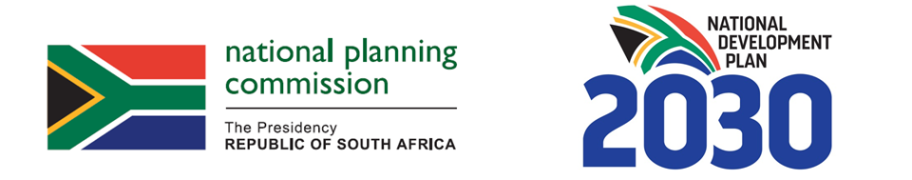 national planning
commission
The Presidency
REPUBLIC OF SOUTH AFRICA
NATIONAL
DEVELOPMENT
PLAN
2030